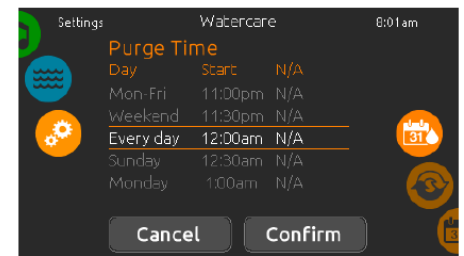 Settings Watercare 8:01am
Purge Time
Day Start N/A
Mon-Fri 11:00pm N/A
Weekend 11:30pm N/A
Every day 12:00am N/A
31
Sunday 12:30am N/A
Monday 1:00am N/A
Cancel Confirm